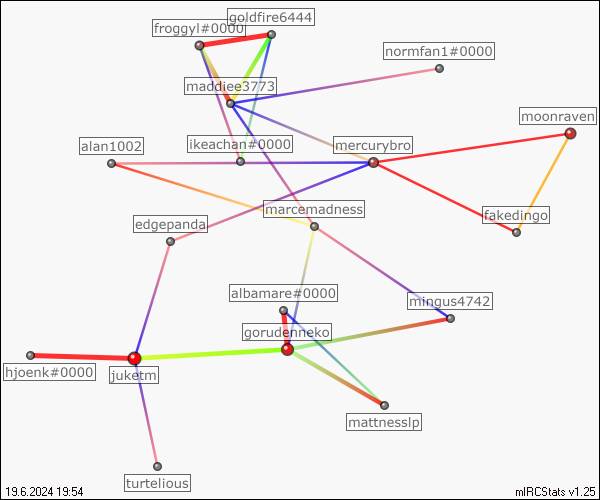 goldfire6444
froggyl#0000
normfan1#0000
maddiee3773
moonraven
alan1002
ikeachan#0000
mercurybro
marcemadness
fakedingo
edgepanda
albamare#0000
mingus4742
gorudenneko
hjoenk#0000
juketm
mattnesslp
turtelious
19.6.2024 19:54
mIRCStats v1.25